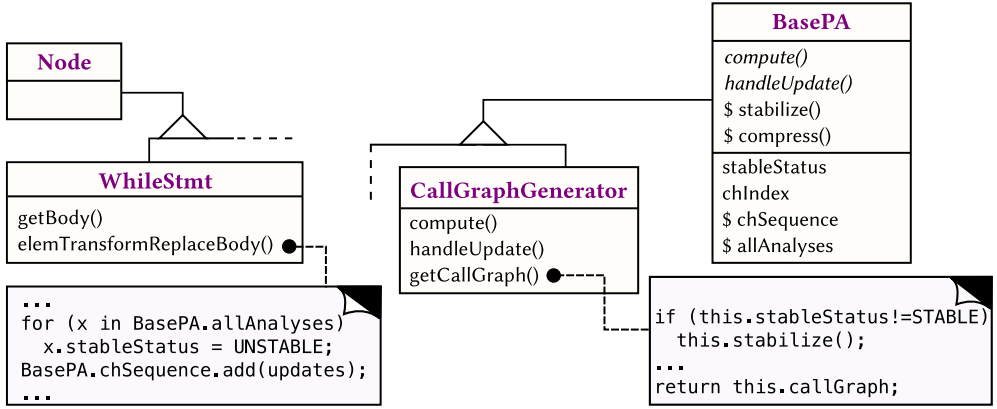 Node
WhileStmt
getBody()
elemTransformReplaceBody()
...
for (x in BasePA.allAnalyses)
  x.stableStatus = UNSTABLE;
BasePA.chSequence.add(updates);
...
CallGraphGenerator
compute()
handleUpdate()
getCallGraph()
BasePA
compute()
handleUpdate()
$ stabilize()
$ compress()
stableStatus
chIndex
$ chSequence
$ allAnalyses
if (this.stableStatus!=STABLE)
  this.stabilize();
...
return this.callGraph;